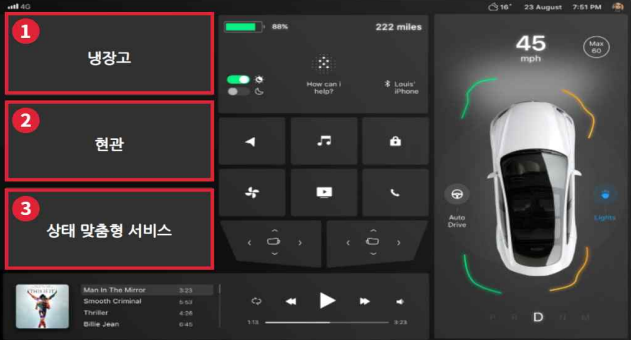 4G
16°
23 August
7:51 PM
1
냉장고
2
현관
3
상태 맞춤형 서비스
88%
222 miles
How can I
help?
Louis'
iPhone
45
mph
Max
60
Auto
Drive
Lights
P R D N M
Man In The Mirror 3:23
Smooth Criminal 5:53
Thriller 4:26
Billie Jean 6:45
1:13
3:23